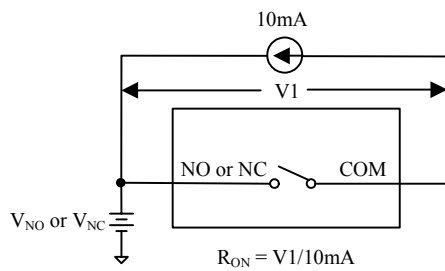 10mA
V1
NO or NC COM
V_NO or V_NC
R_ON = V1/10mA